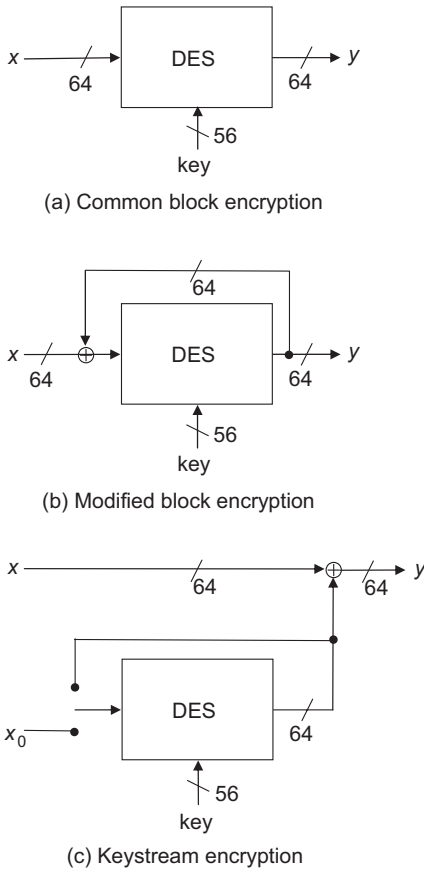 x 64 DES 64 y
56
key
(a) Common block encryption
64
x 64 DES 64 y
56
key
(b) Modified block encryption
x 64 64 y
x0 DES 64
56
key
(c) Keystream encryption